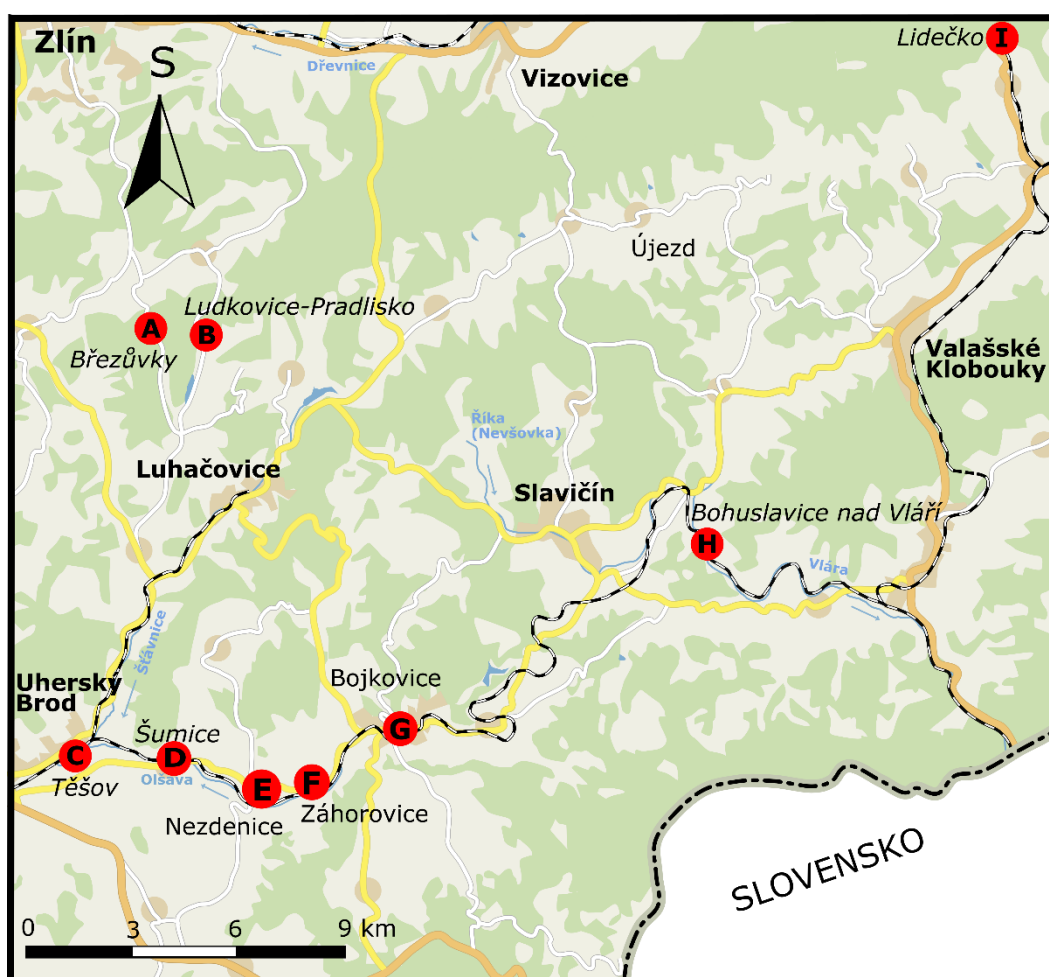 Zlín
S
Dřevnice
Vizovice
Lidečko
I
Újezd
Ludkovice-Pradlisko
A
B
Březůvky
Valašské
Klobouky
Říka
(Nevšovka)
Luhačovice
Slavičín
Bohuslavice nad Vláří
H
Vlára
Šťávnice
Uherský
Brod
Bojkovice
G
Šumice
C
D
Těšov
Olšava
E
F
Nezdenice
Záhorovice
SLOVENSKO
0 3 6 9 km